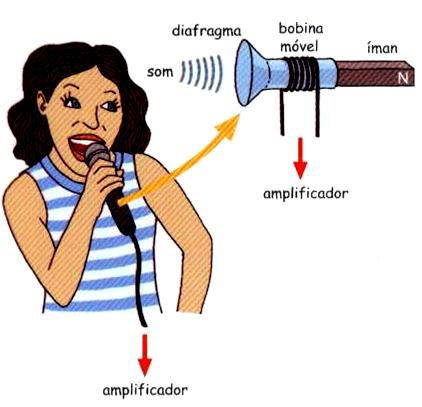 diafragma
bobina
móvel
íman
som
N
amplificador
amplificador